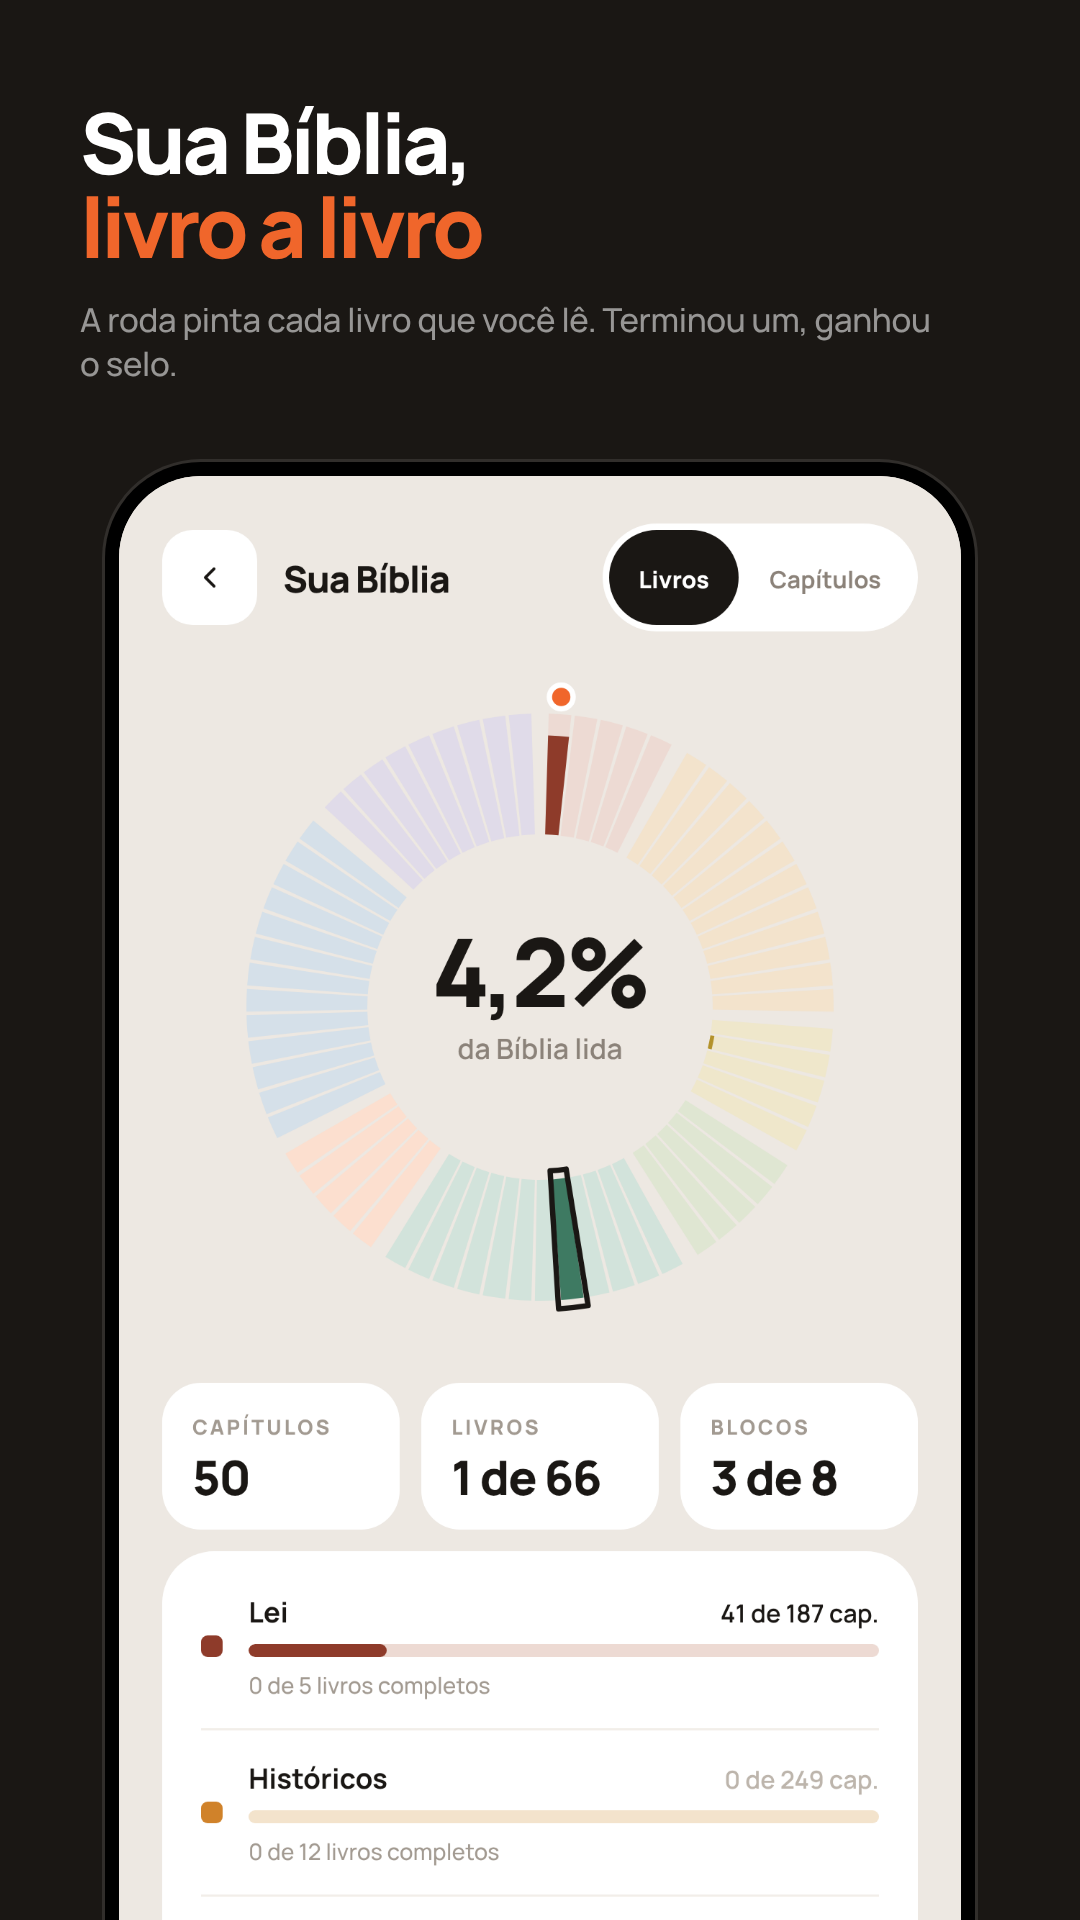 Sua Bíblia,
livro a livro
A roda pinta cada livro que você lê. Terminou um, ganhou
o selo.
Sua Bíblia
Livros
Capítulos
4,2%
da Bíblia lida
CAPÍTULOS
50
LIVROS
1 de 66
BLOCOS
3 de 8
Lei
41 de 187 cap.
0 de 5 livros completos
Históricos
0 de 249 cap.
0 de 12 livros completos